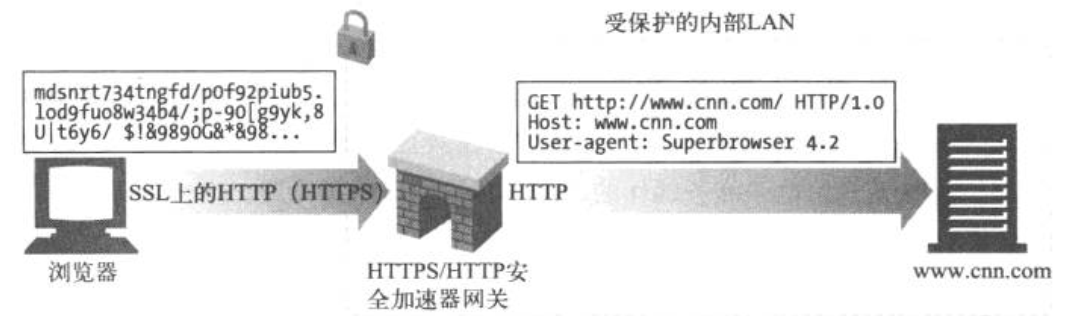 受保护的内部LAN
mdsnrt734tngfd/p0f92piub5.
lod9fuo8w34b4/;p-90[g9yk,8
U|t6y6/ $!&989OG&*&98...
GET http://www.cnn.com/ HTTP/1.0
Host: www.cnn.com
User-agent: Superbrowser 4.2
SSL上的HTTP（HTTPS）
HTTP
浏览器
HTTPS/HTTP安
全加速器网关
www.cnn.com